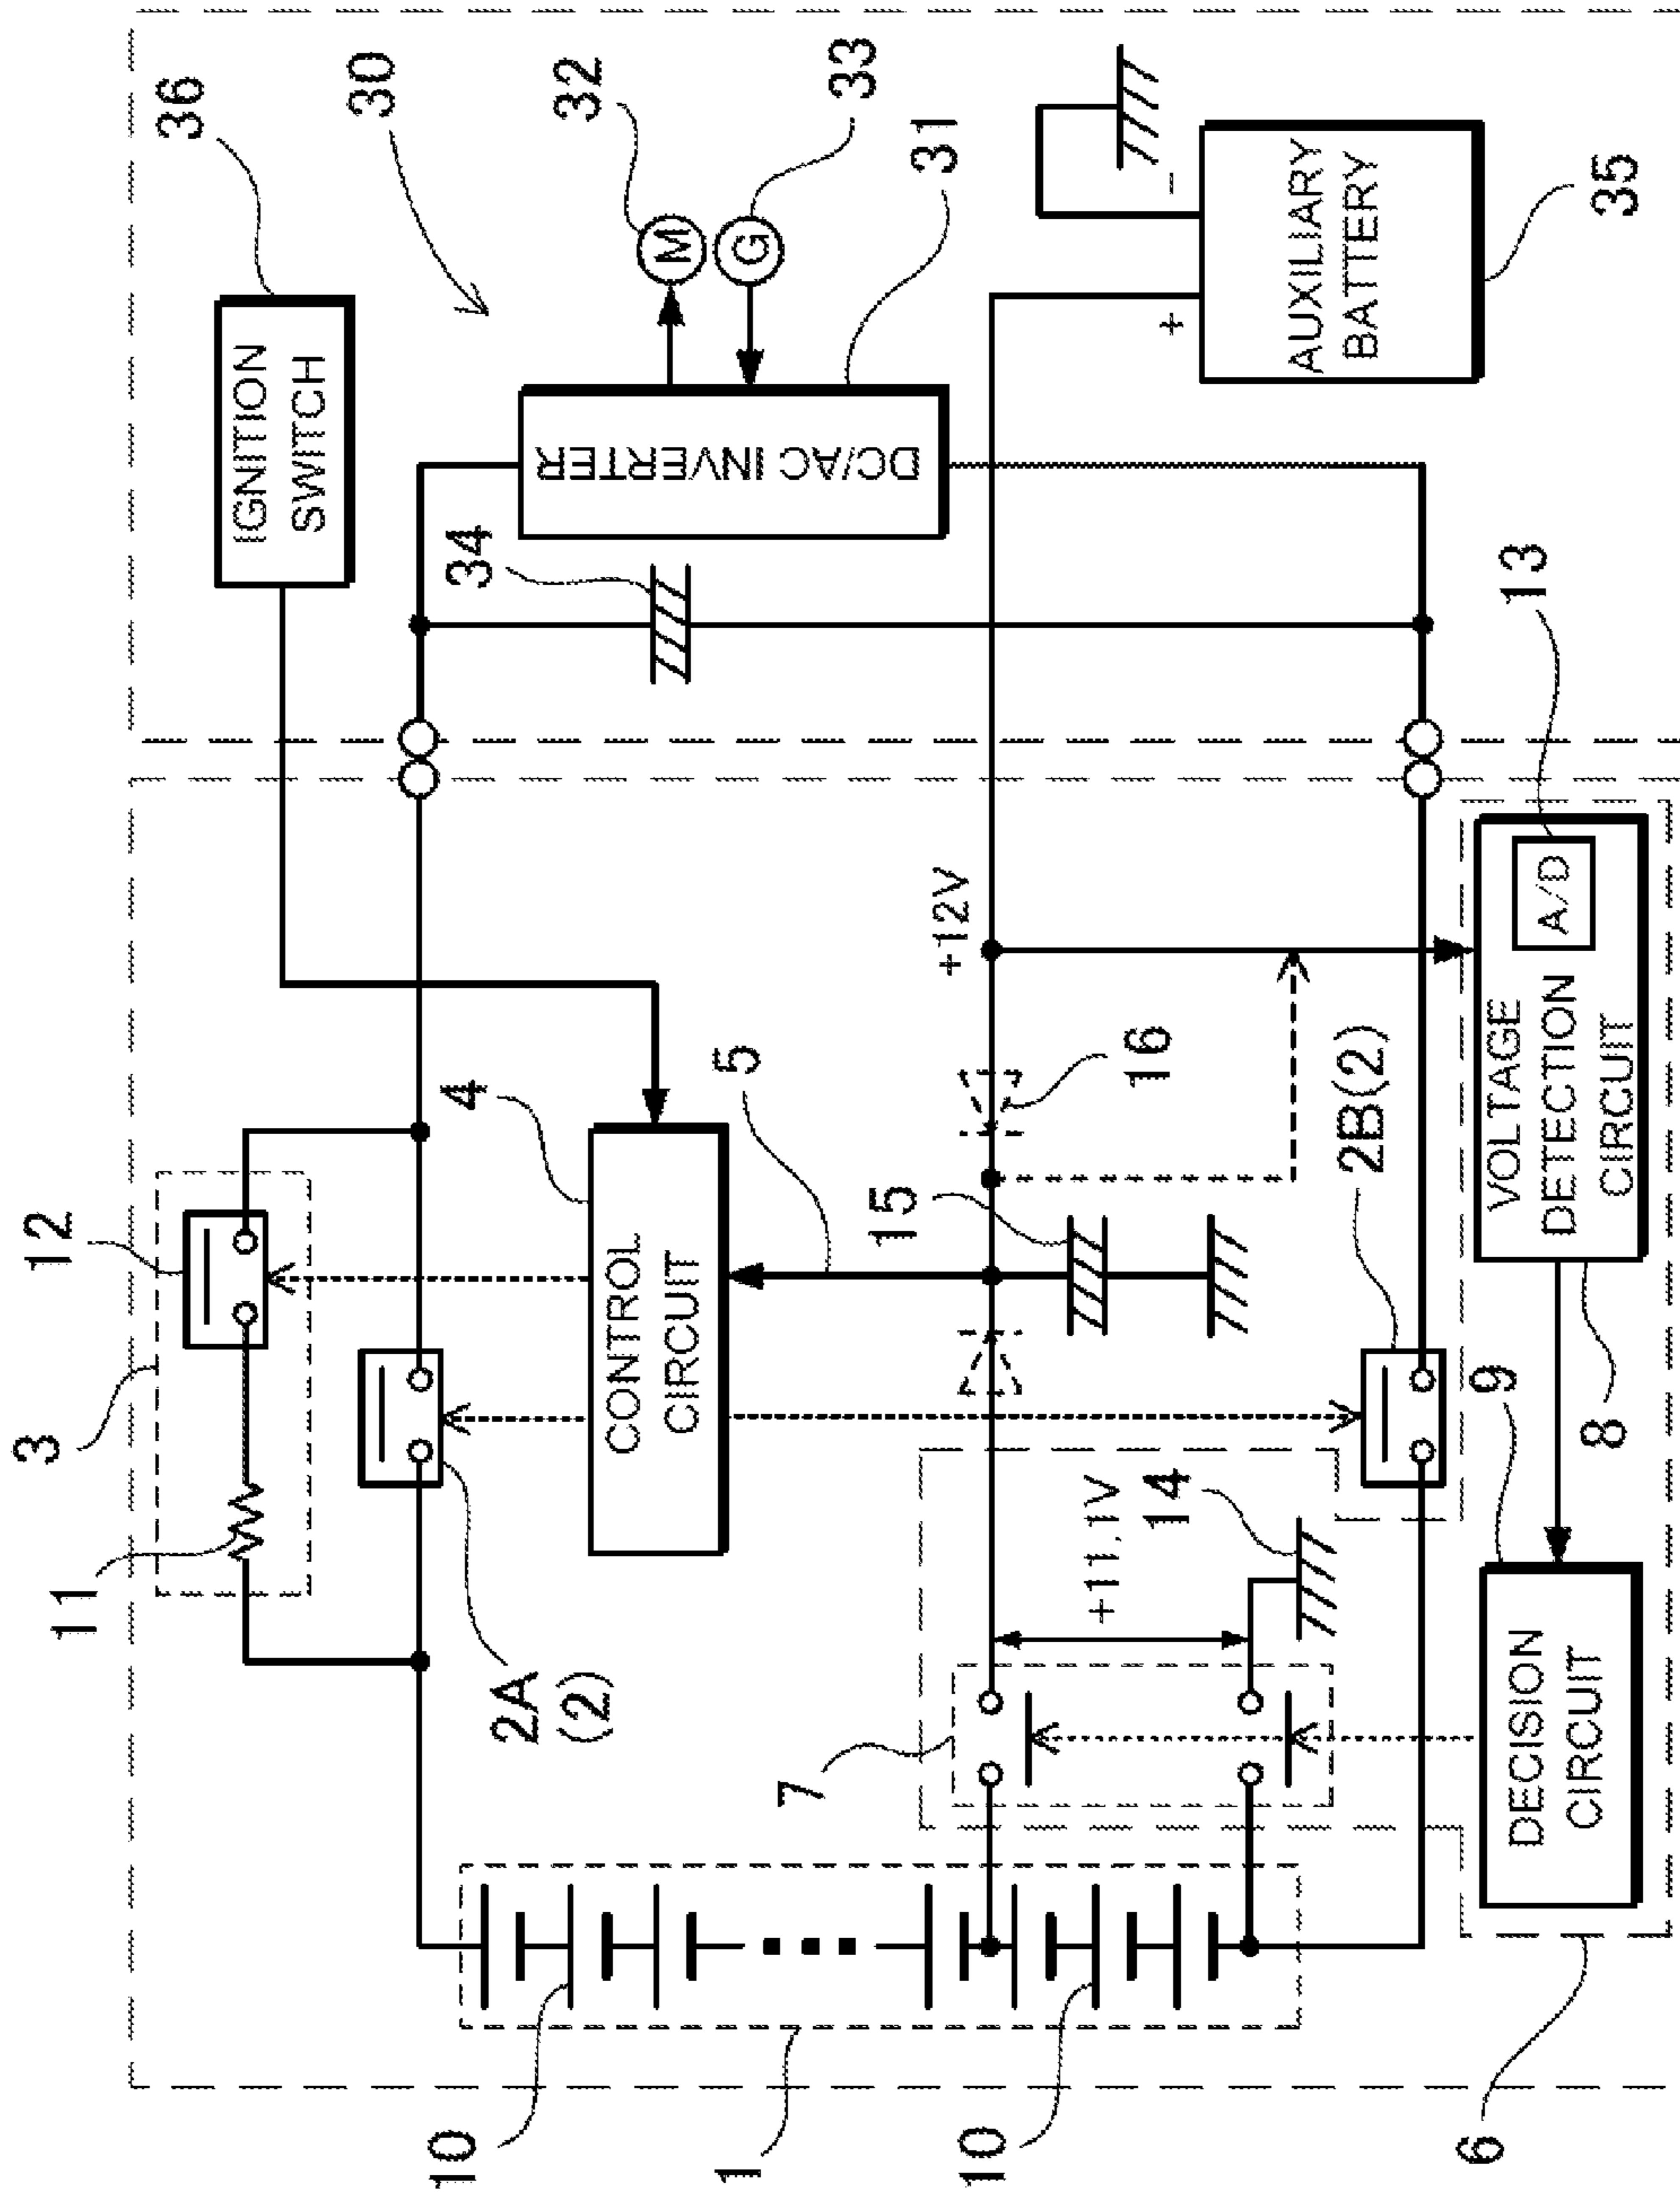 36
30
32
33
31
IGNITION
SWITCH
M
G
DC/AC INVERTER
34
+
-
AUXILIARY
BATTERY
35
3
12
11
2A
(2)
4
CONTROL
CIRCUIT
5
+12V
16
15
2B(2)
13
A/D
VOLTAGE
DETECTION
CIRCUIT
8
9
DECISION
CIRCUIT
+11.1V
14
7
10
1
10
6